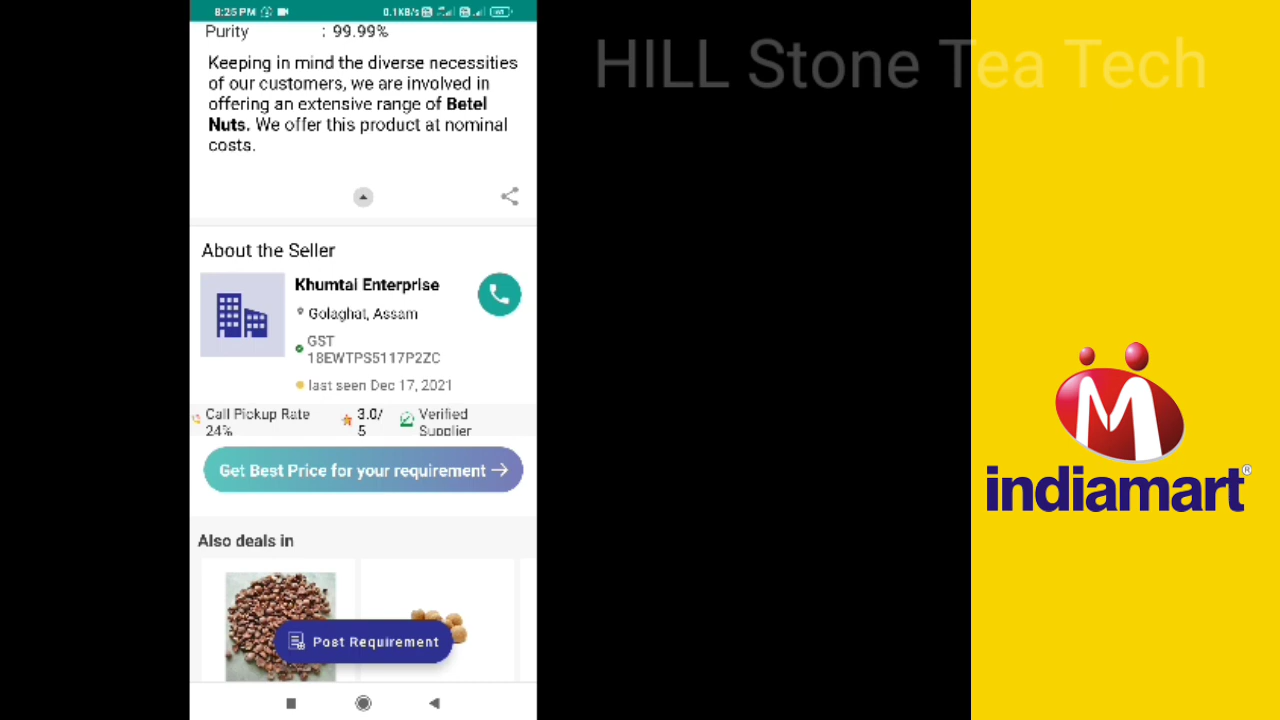 8:25 PM
0.1KB/s
HILL Stone Tea Tech
Purity : 99.99%
Keeping in mind the diverse necessities
of our customers, we are involved in
offering an extensive range of Betel
Nuts. We offer this product at nominal
costs.
About the Seller
Khumtai Enterprise
Golaghat, Assam
GST
18EWTPS5117P2ZC
last seen Dec 17, 2021
Call Pickup Rate
24%
3.0/
5
Verified
Supplier
Get Best Price for your requirement →
Also deals in
Post Requirement
M
indiamart®